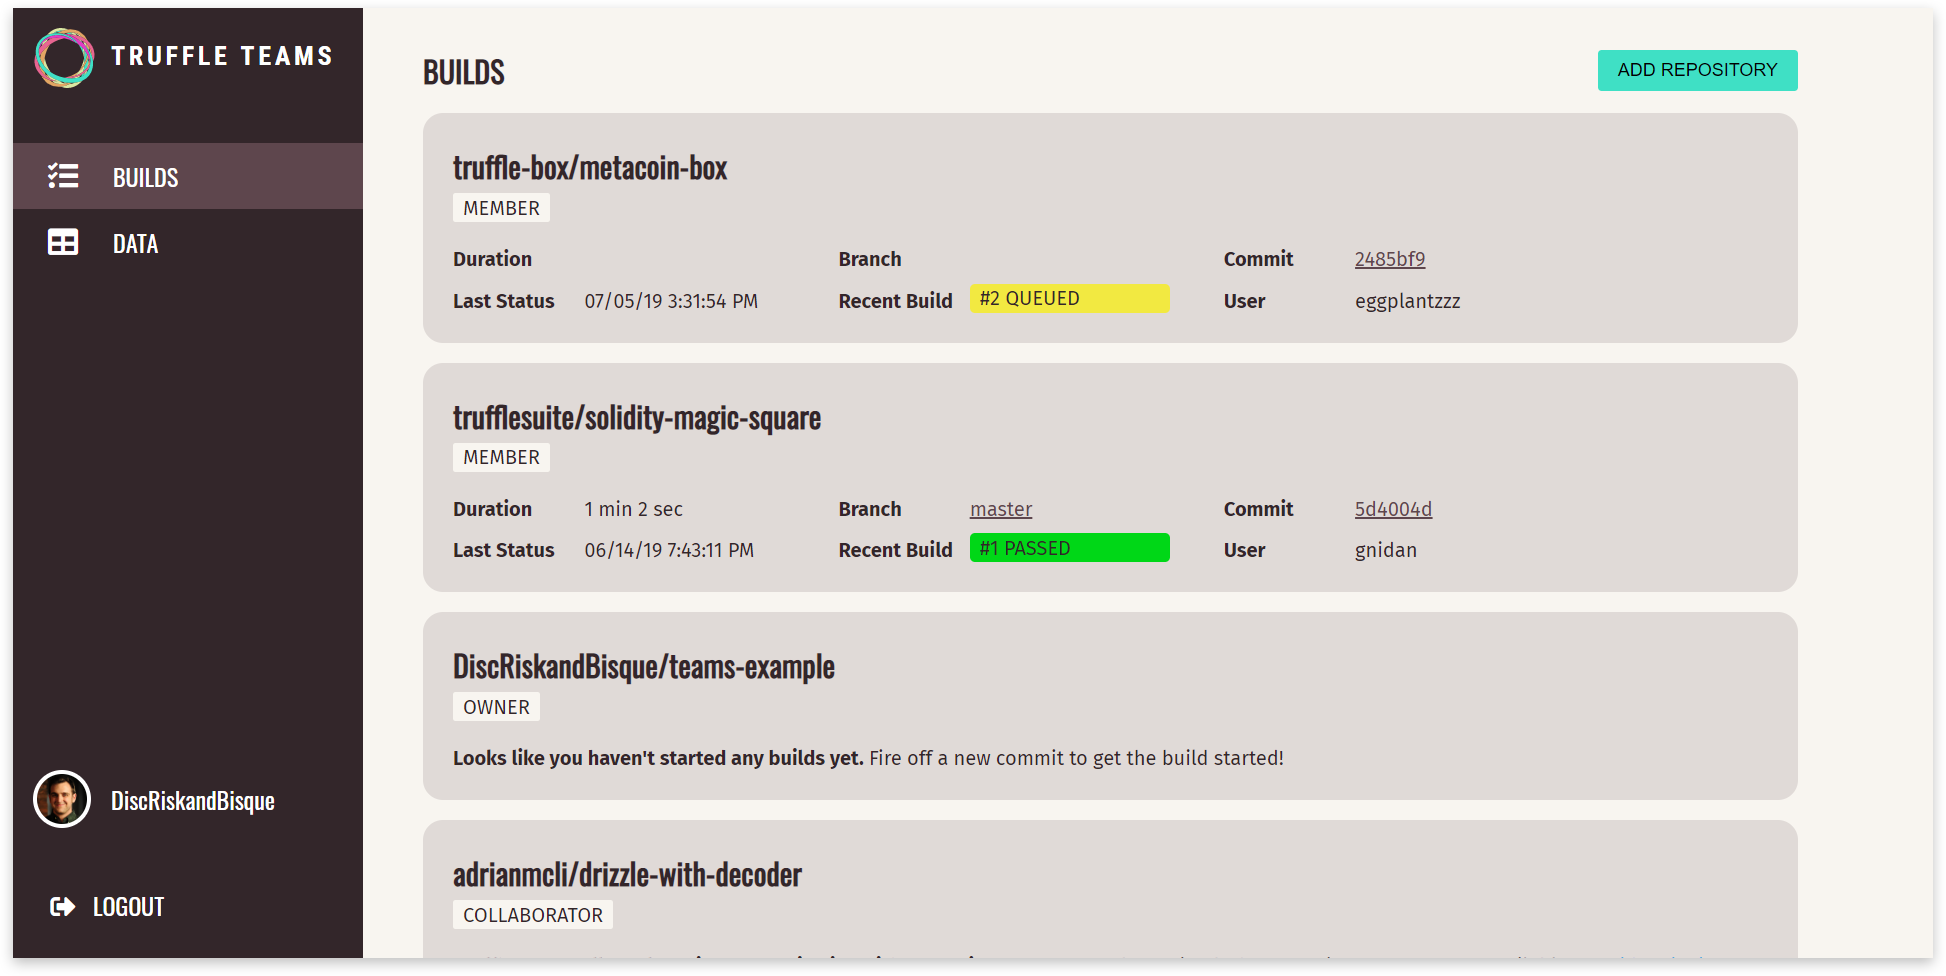 TRUFFLE TEAMS
BUILDS
DATA
DiscRiskandBisque
LOGOUT
BUILDS
ADD REPOSITORY
truffle-box/metacoin-box
MEMBER
Duration Branch Commit 2485bf9
Last Status 07/05/19 3:31:54 PM Recent Build #2 QUEUED User eggplantzzz
trufflesuite/solidity-magic-square
MEMBER
Duration 1 min 2 sec Branch master Commit 5d4004d
Last Status 06/14/19 7:43:11 PM Recent Build #1 PASSED User gnidan
DiscRiskandBisque/teams-example
OWNER
Looks like you haven't started any builds yet. Fire off a new commit to get the build started!
adrianmcli/drizzle-with-decoder
COLLABORATOR